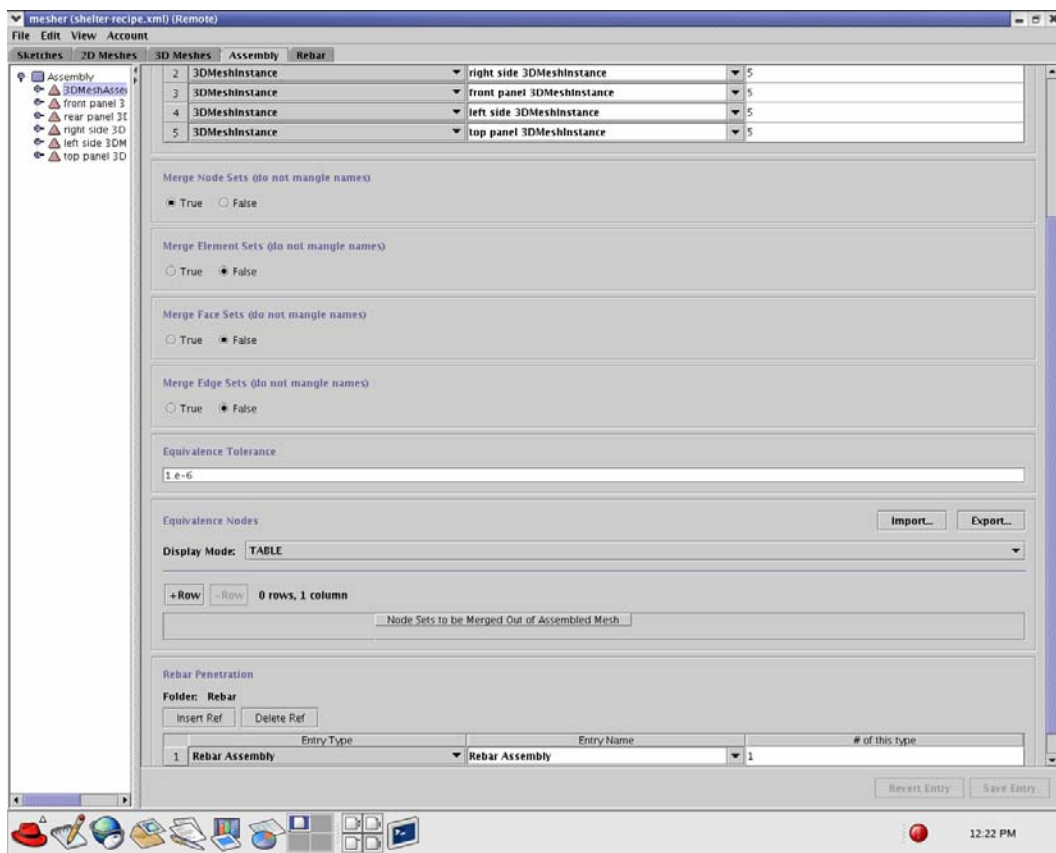 mesher (shelter-recipe.xml) (Remote)
File Edit View Account
Sketches 2D Meshes 3D Meshes Assembly Rebar
Assembly
3DMeshAsse
front panel 3
rear panel 3D
right side 3D
left side 3DM
top panel 3D
2 3DMeshInstance right side 3DMeshInstance 5
3 3DMeshInstance front panel 3DMeshInstance 5
4 3DMeshInstance left side 3DMeshInstance 5
5 3DMeshInstance top panel 3DMeshInstance 5
Merge Node Sets (do not mangle names)
True False
Merge Element Sets (do not mangle names)
True False
Merge Face Sets (do not mangle names)
True False
Merge Edge Sets (do not mangle names)
True False
Equivalence Tolerance
1.e-6
Equivalence Nodes Import... Export...
Display Mode: TABLE
+Row -Row 0 rows, 1 column
Node Sets to be Merged Out of Assembled Mesh
Rebar Penetration
Folder: Rebar
Insert Ref Delete Ref
Entry Type Entry Name # of this type
1 Rebar Assembly Rebar Assembly 1
Revert Entry Save Entry
12:22 PM